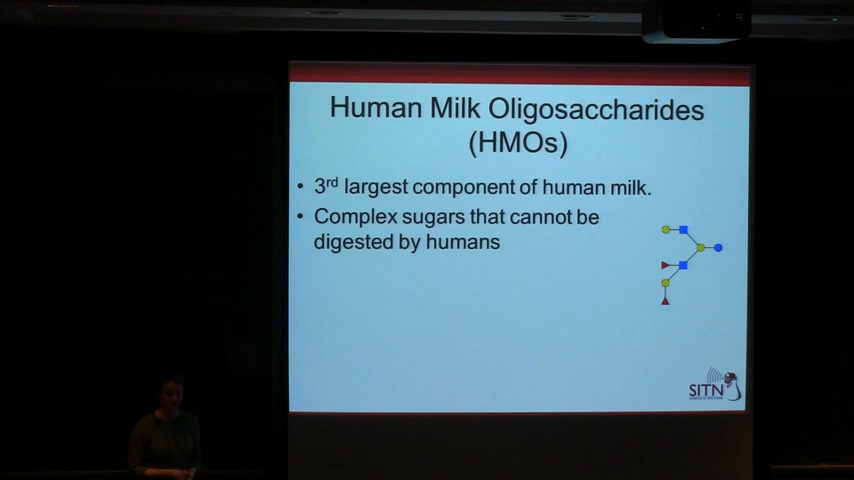 Human Milk Oligosaccharides
(HMOs)
• 3rd largest component of human milk.
• Complex sugars that cannot be
digested by humans
SITN